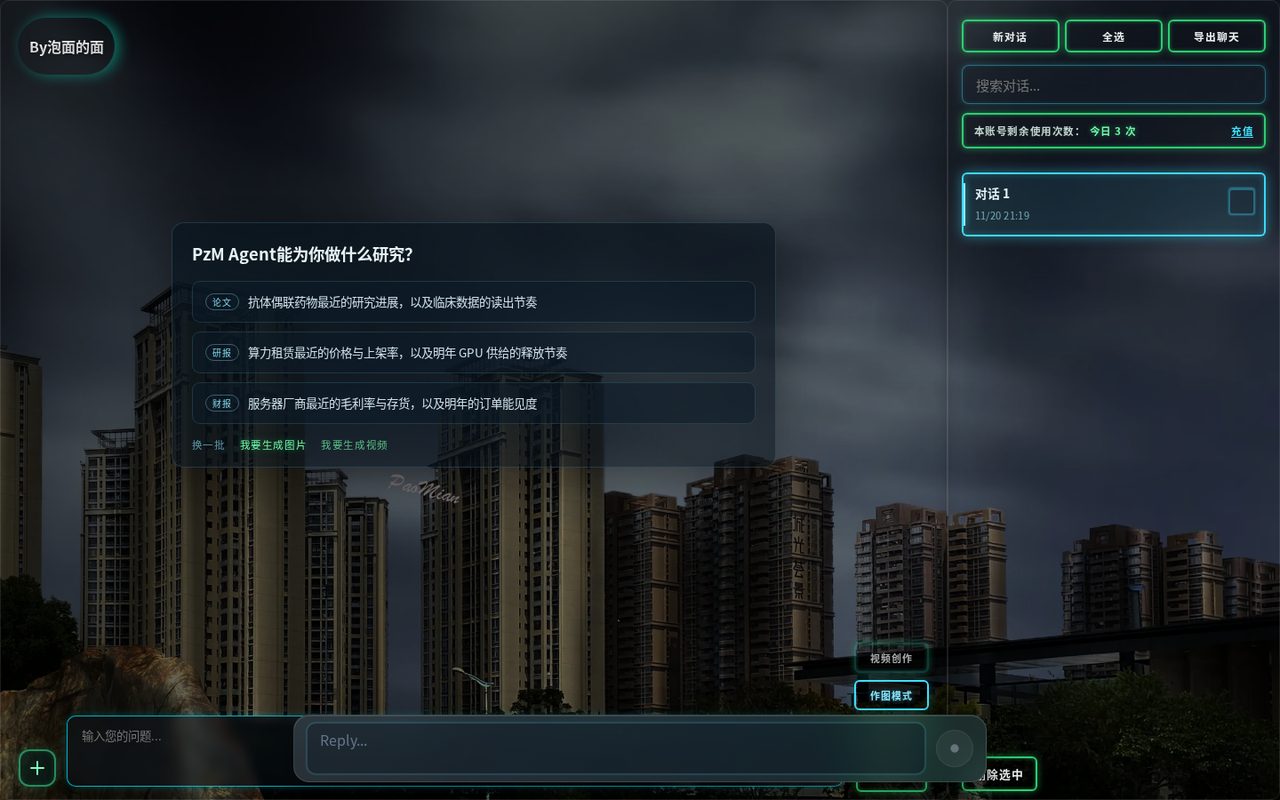 By泡面的面
新对话
全选
导出聊天
搜索对话...
本账号剩余使用次数： 今日 3 次
充值
对话 1
11/20 21:19
PzM Agent能为你做什么研究?
论文 抗体偶联药物最近的研究进展，以及临床数据的读出节奏
研报 算力租赁最近的价格与上架率，以及明年 GPU 供给的释放节奏
财报 服务器厂商最近的毛利率与存货，以及明年的订单能见度
换一批 我要生成图片 我要生成视频
PaoMian
视频创作
作图模式
输入您的问题...
Reply...
+
除选中